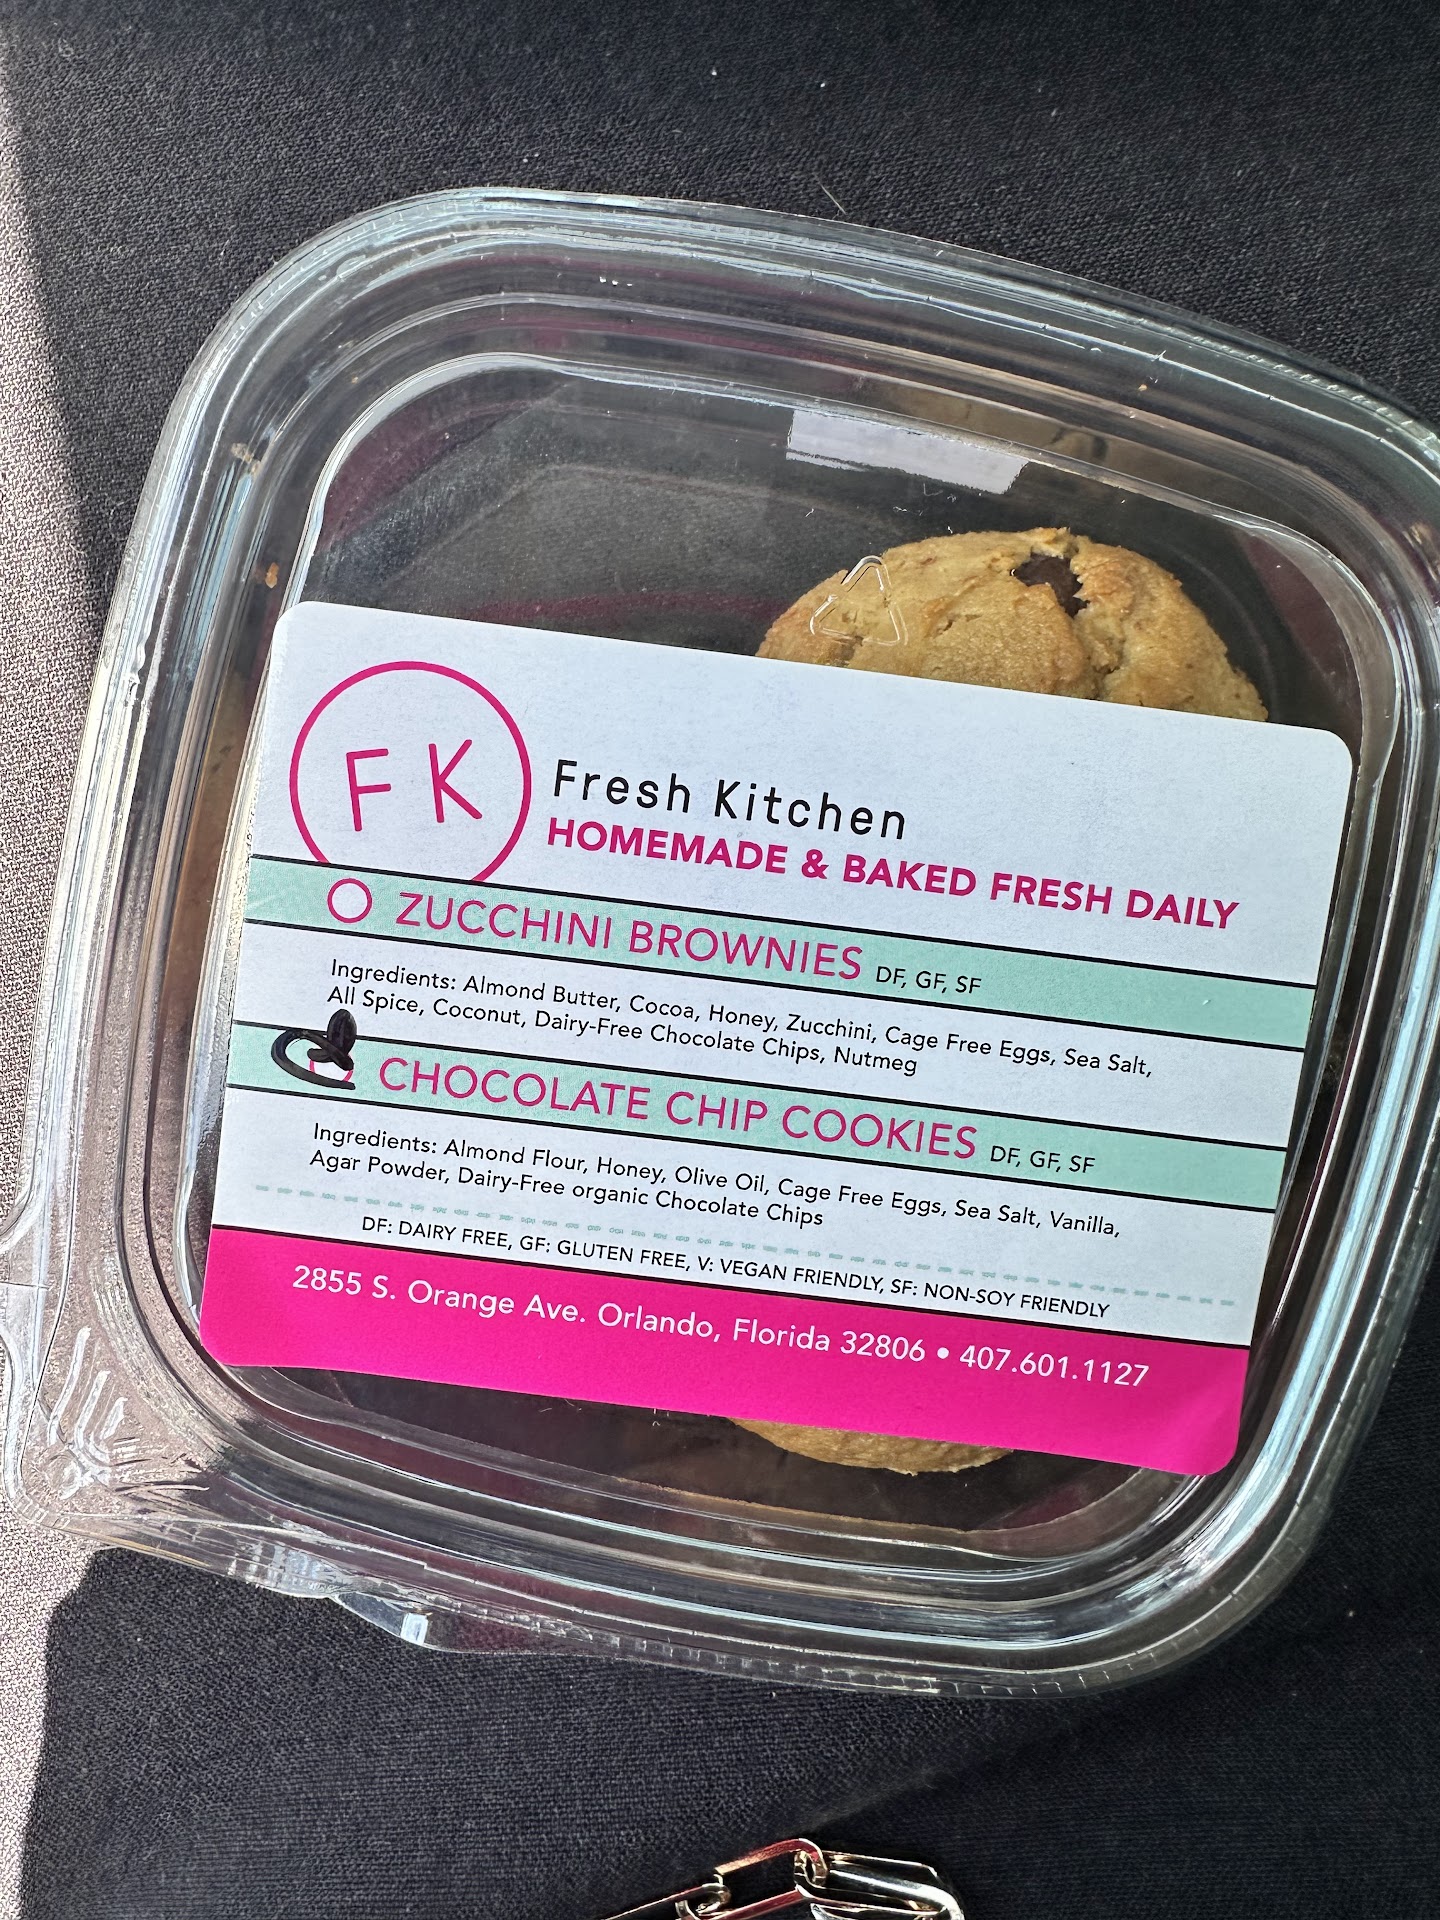 FK
Fresh Kitchen
HOMEMADE & BAKED FRESH DAILY
ZUCCHINI BROWNIES DF, GF, SF
Ingredients: Almond Butter, Cocoa, Honey, Zucchini, Cage Free Eggs, Sea Salt,
All Spice, Coconut, Dairy-Free Chocolate Chips, Nutmeg
CHOCOLATE CHIP COOKIES DF, GF, SF
Ingredients: Almond Flour, Honey, Olive Oil, Cage Free Eggs, Sea Salt, Vanilla,
Agar Powder, Dairy-Free organic Chocolate Chips
DF: DAIRY FREE, GF: GLUTEN FREE, V: VEGAN FRIENDLY, SF: NON-SOY FRIENDLY
2855 S. Orange Ave. Orlando, Florida 32806 • 407.601.1127